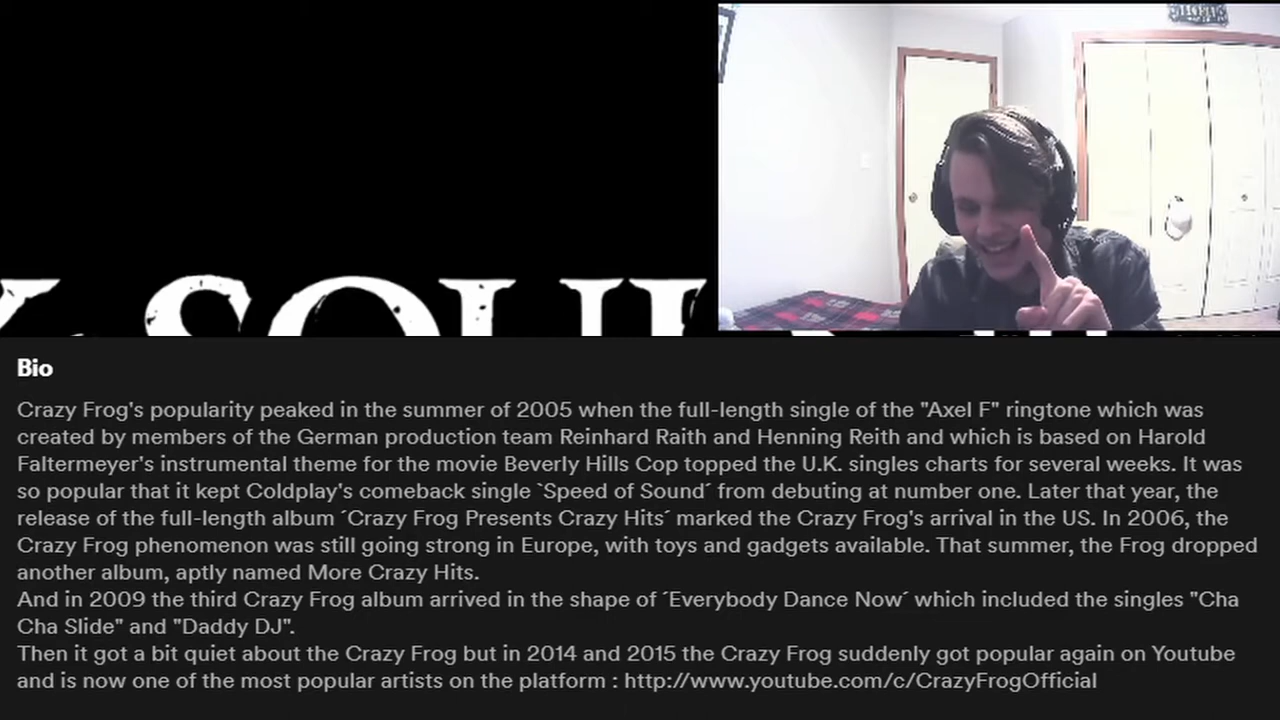 SOUL
Bio
Crazy Frog's popularity peaked in the summer of 2005 when the full-length single of the "Axel F" ringtone which was
created by members of the German production team Reinhard Raith and Henning Reith and which is based on Harold
Faltermeyer's instrumental theme for the movie Beverly Hills Cop topped the U.K. singles charts for several weeks. It was
so popular that it kept Coldplay's comeback single `Speed of Sound´ from debuting at number one. Later that year, the
release of the full-length album ´Crazy Frog Presents Crazy Hits´ marked the Crazy Frog's arrival in the US. In 2006, the
Crazy Frog phenomenon was still going strong in Europe, with toys and gadgets available. That summer, the Frog dropped
another album, aptly named More Crazy Hits.
And in 2009 the third Crazy Frog album arrived in the shape of ´Everybody Dance Now´ which included the singles "Cha
Cha Slide" and "Daddy DJ".
Then it got a bit quiet about the Crazy Frog but in 2014 and 2015 the Crazy Frog suddenly got popular again on Youtube
and is now one of the most popular artists on the platform : http://www.youtube.com/c/CrazyFrogOfficial